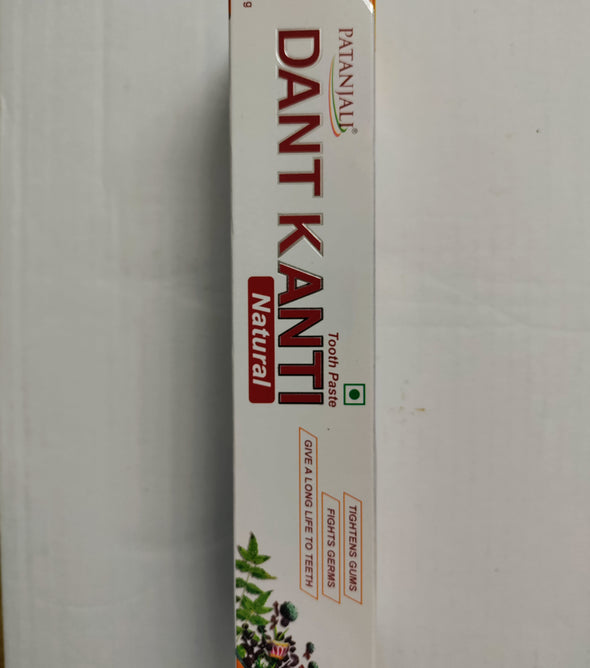 PATANJALI®
DANT KANTI
Tooth Paste
Natural
TIGHTENS GUMS
FIGHTS GERMS
GIVE A LONG LIFE TO TEETH
g